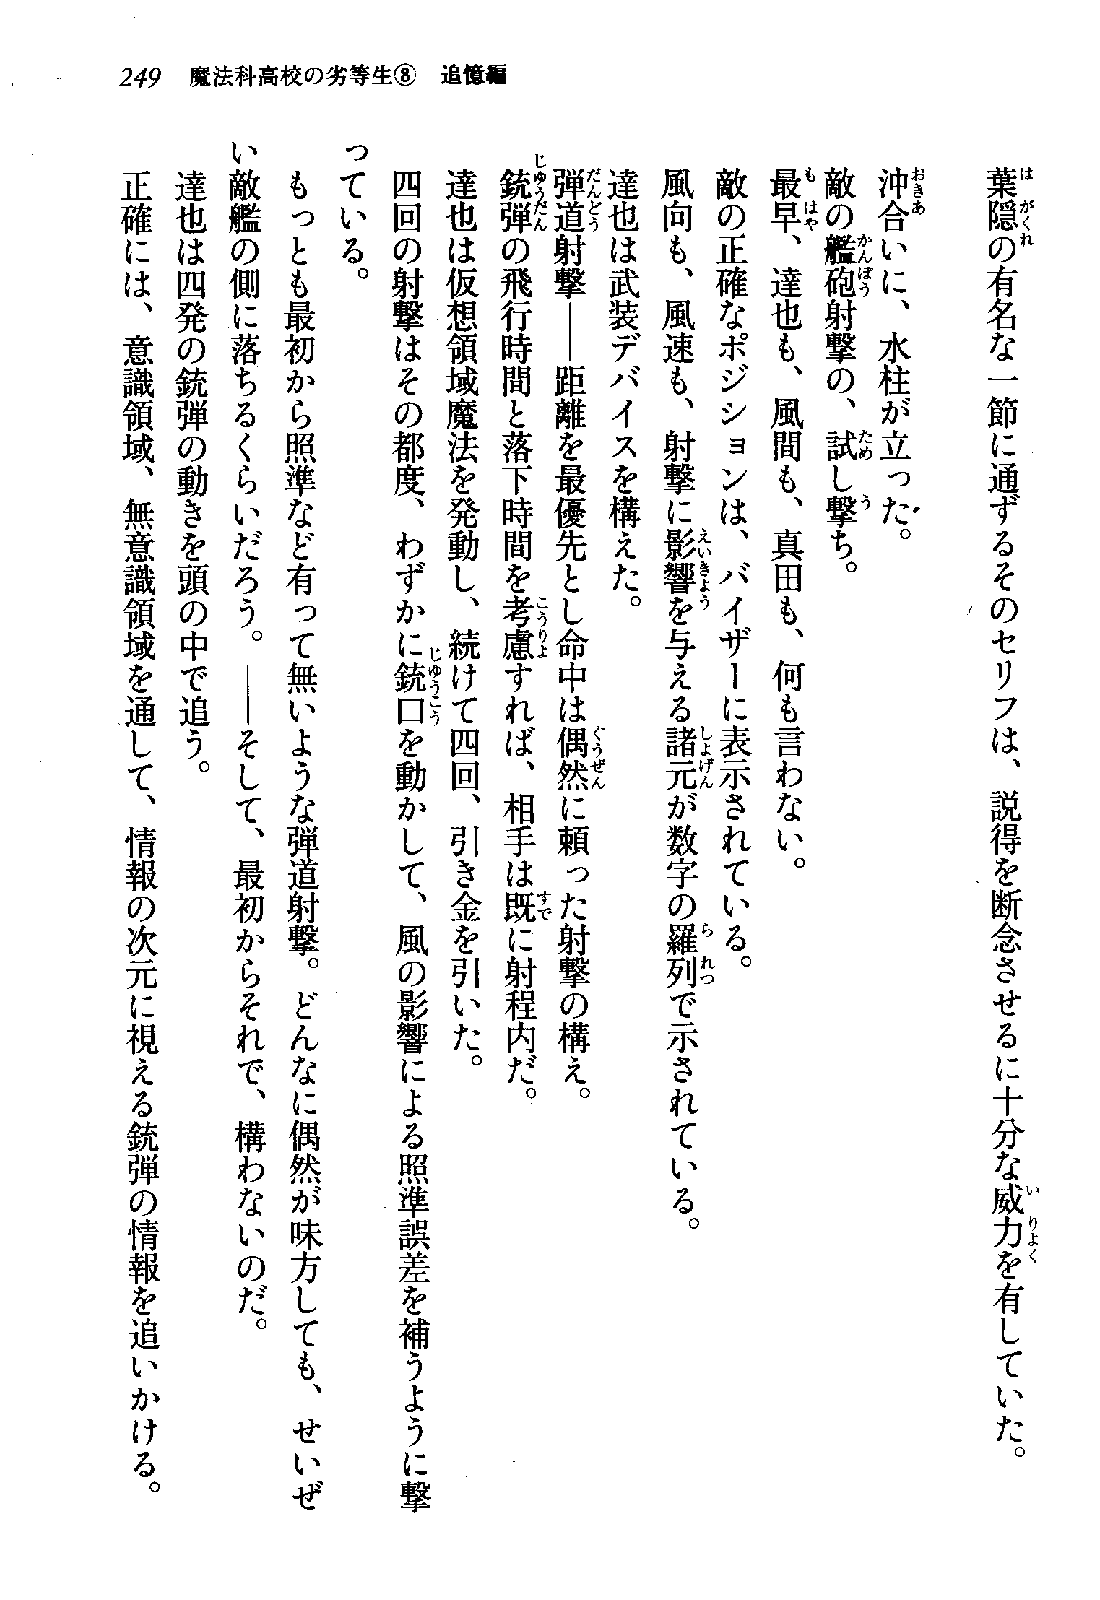 249 魔法科高校の劣等生⑧ 追憶編
葉隠の有名な一節に通ずるそのセリフは、説得を断念させるに十分な威力を有していた。
沖合いに、水柱が立った。
敵の艦砲射撃の、試し撃ち。
最早、達也も、風間も、真田も、何も言わない。
敵の正確なポジションは、バイザーに表示されている。
風向も、風速も、射撃に影響を与える諸元が数字の羅列で示されている。
達也は武装デバイスを構えた。
弾道射撃――距離を最優先とし命中は偶然に頼った射撃の構え。
銃弾の飛行時間と落下時間を考慮すれば、相手は既に射程内だ。
達也は仮想領域魔法を発動し、続けて四回、引き金を引いた。
四回の射撃はその都度、わずかに銃口を動かして、風の影響による照準誤差を補うように撃
っている。
もっとも最初から照準など有って無いような弾道射撃。どんなに偶然が味方しても、せいぜ
い敵艦の側に落ちるくらいだろう。――そして、最初からそれで、構わないのだ。
達也は四発の銃弾の動きを頭の中で追う。
正確には、意識領域、無意識領域を通して、情報の次元に視える銃弾の情報を追いかける。